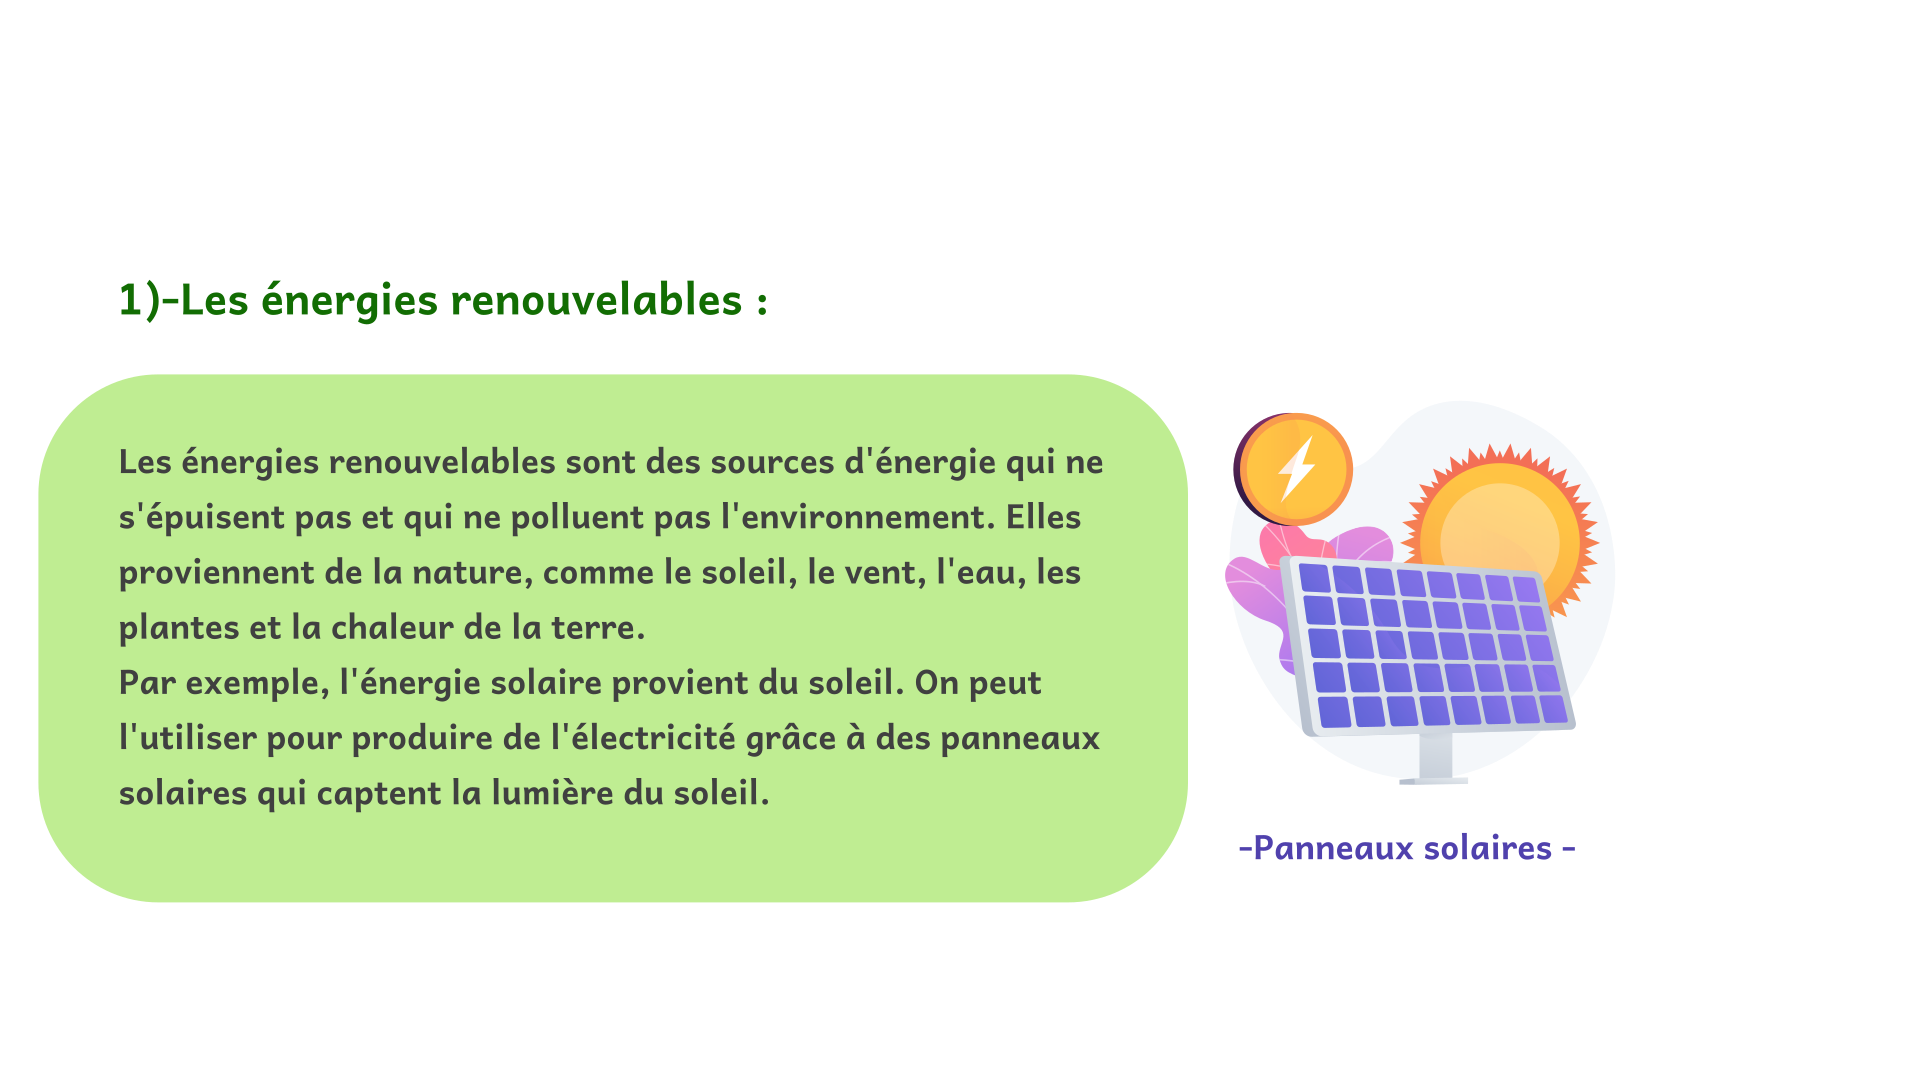 1)-Les énergies renouvelables :
Les énergies renouvelables sont des sources d'énergie qui ne
s'épuisent pas et qui ne polluent pas l'environnement. Elles
proviennent de la nature, comme le soleil, le vent, l'eau, les
plantes et la chaleur de la terre.
Par exemple, l'énergie solaire provient du soleil. On peut
l'utiliser pour produire de l'électricité grâce à des panneaux
solaires qui captent la lumière du soleil.
-Panneaux solaires -